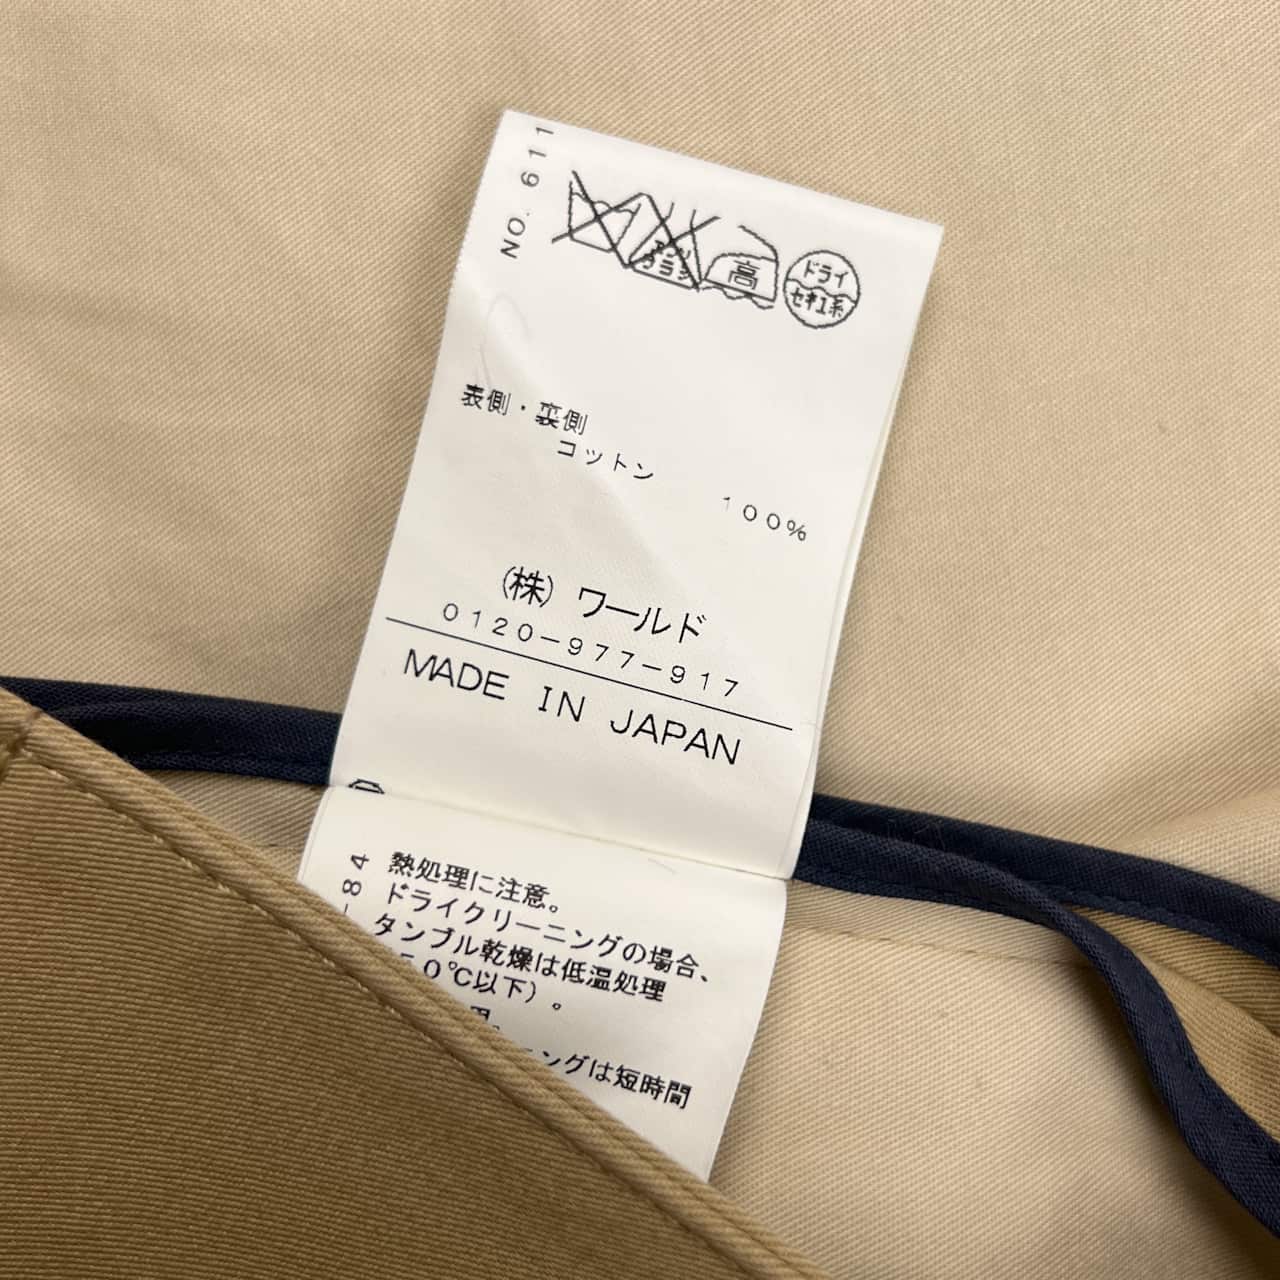 NO. 611
高
ドライ
セキユ系
表側・裏側
コットン 100%
(株) ワールド
0120-977-917
MADE IN JAPAN
84
熱処理に注意。
ドライクリーニングの場合、
タンブル乾燥は低温処理
50℃以下)。
ニングは短時間